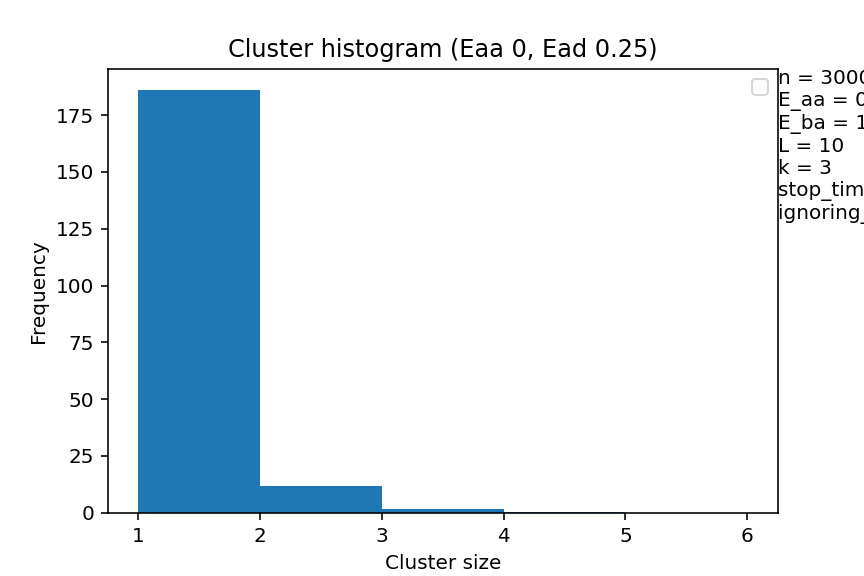 Cluster histogram (Eaa 0, Ead 0.25)
n = 3000
E_aa = 0
E_ba = 1
L = 10
k = 3
stop_tim
ignoring_
Frequency
175
150
125
100
75
50
25
0
1 2 3 4 5 6
Cluster size